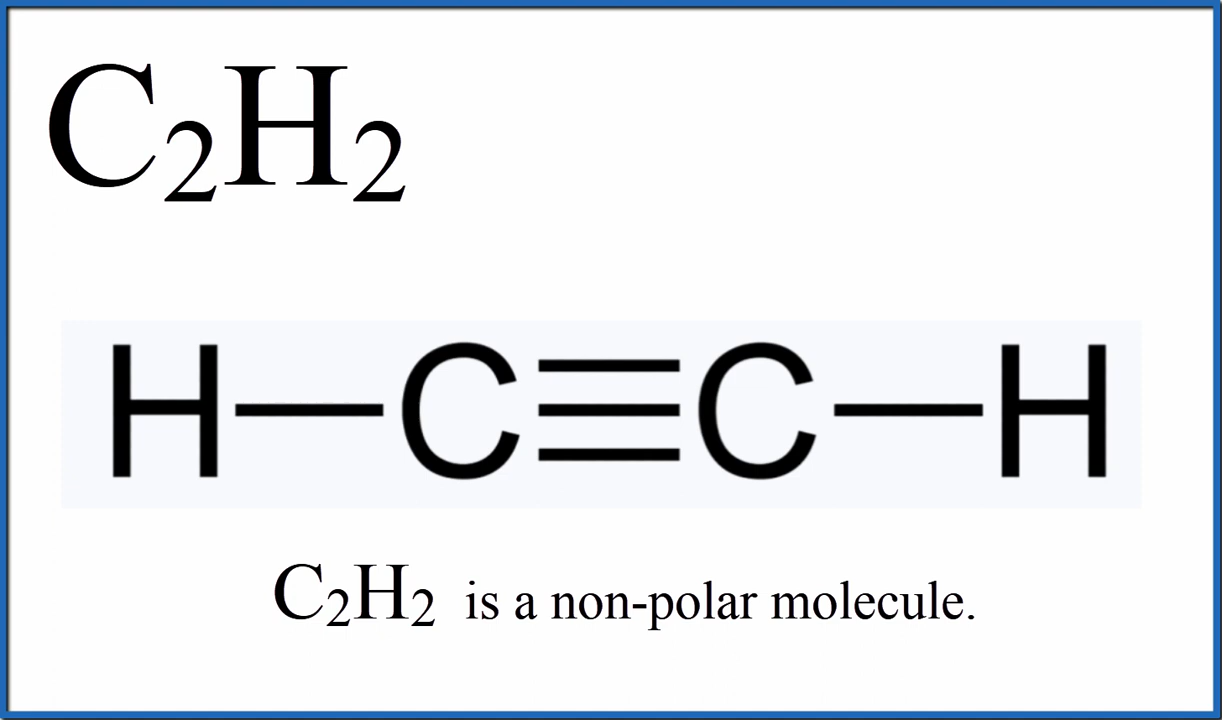 C₂H₂
H—C≡C—H
C₂H₂ is a non-polar molecule.